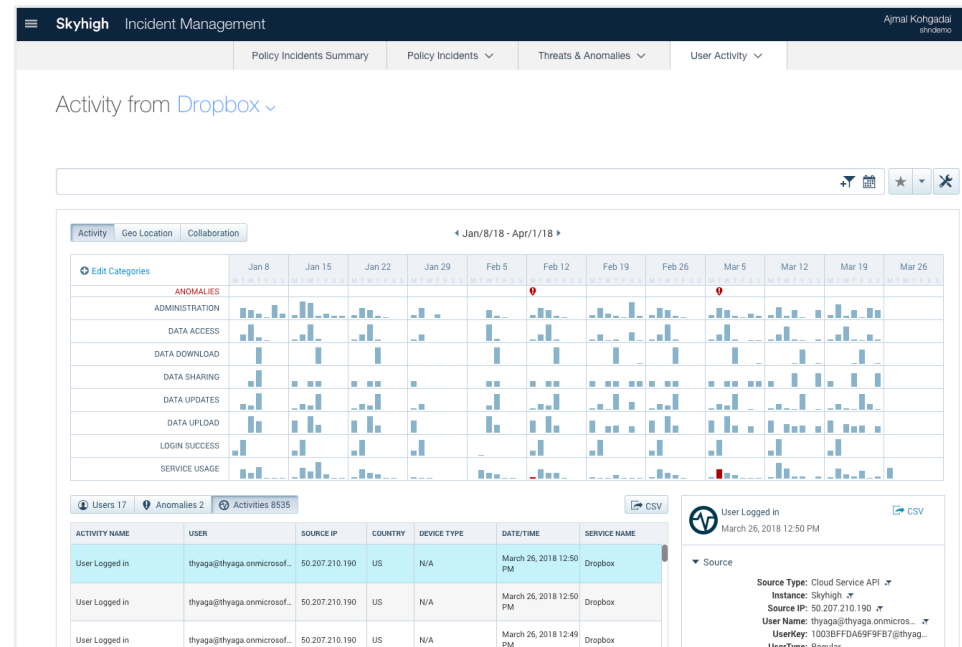 Skyhigh Incident Management
Ajmal Kohgadai
shndemo
Policy Incidents Summary Policy Incidents Threats & Anomalies User Activity
Activity from Dropbox
Activity Geo Location Collaboration
Jan/8/18 - Apr/1/18
Edit Categories Jan 8 Jan 15 Jan 22 Jan 29 Feb 5 Feb 12 Feb 19 Feb 26 Mar 5 Mar 12 Mar 19 Mar 26
M T W T F S S M T W T F S S M T W T F S S M T W T F S S M T W T F S S M T W T F S S M T W T F S S M T W T F S S M T W T F S S M T W T F S S M T W T F S S M T W T F S S
ANOMALIES
ADMINISTRATION
DATA ACCESS
DATA DOWNLOAD
DATA SHARING
DATA UPDATES
DATA UPLOAD
LOGIN SUCCESS
SERVICE USAGE
Users 17 Anomalies 2 Activities 8535 CSV
ACTIVITY NAME USER SOURCE IP COUNTRY DEVICE TYPE DATE/TIME SERVICE NAME
User Logged in thyaga@thyaga.onmicrosof... 50.207.210.190 US N/A March 26, 2018 12:50 PM Dropbox
User Logged in thyaga@thyaga.onmicrosof... 50.207.210.190 US N/A March 26, 2018 12:50 PM Dropbox
User Logged in thyaga@thyaga.onmicrosof... 50.207.210.190 US N/A March 26, 2018 12:49 PM Dropbox
User Logged in CSV
March 26, 2018 12:50 PM
Source
Source Type: Cloud Service API
Instance: Skyhigh
Source IP: 50.207.210.190
User Name: thyaga@thyaga.onmicros...
UserKey: 1003BFFDA69F9FB7@thyag...
UserType: Regular